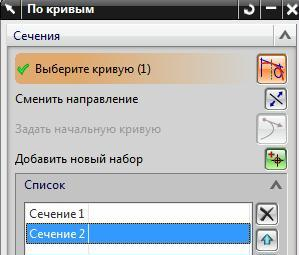 По кривым
Сечения
Выберите кривую (1)
Сменить направление
Задать начальную кривую
Добавить новый набор
Список
Сечение 1
Сечение 2